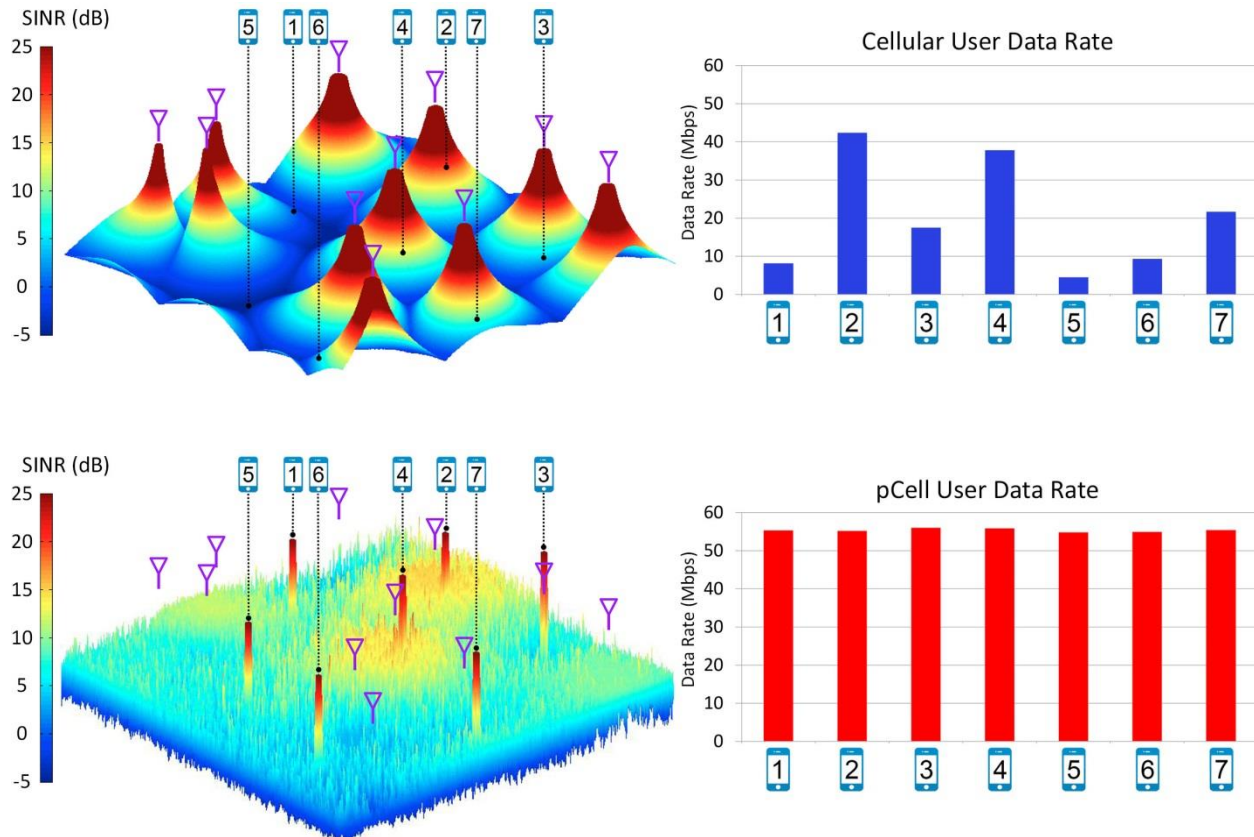 SINR (dB)
25
20
15
10
5
0
-5
5 1 6 4 2 7 3
Cellular User Data Rate
Data Rate (Mbps)
60
50
40
30
20
10
0
1 2 3 4 5 6 7
SINR (dB)
25
20
15
10
5
0
-5
5 1 6 4 2 7 3
pCell User Data Rate
Data Rate (Mbps)
60
50
40
30
20
10
0
1 2 3 4 5 6 7